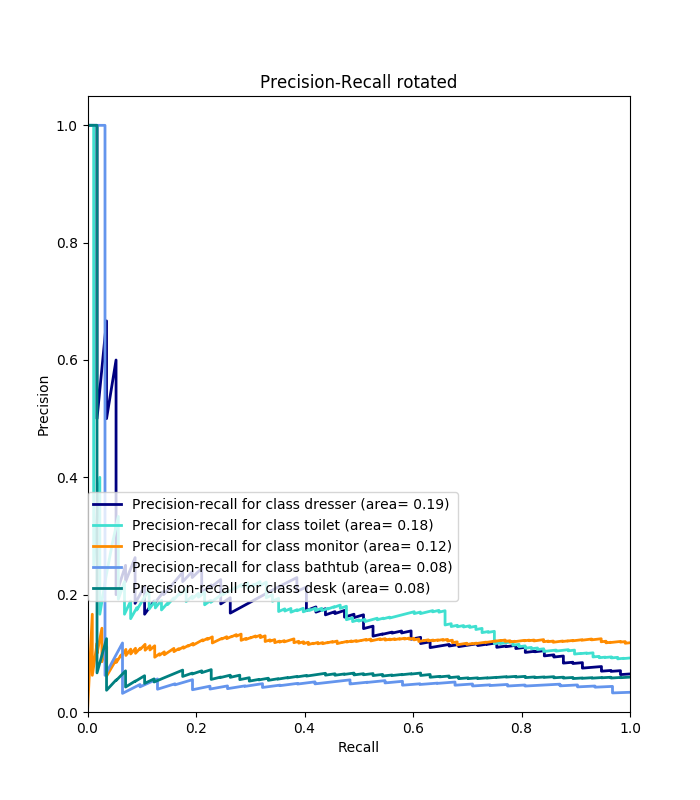 Precision-Recall rotated
1.0
0.8
0.6
0.4
0.2
0.0
Precision
Precision-recall for class dresser (area= 0.19)
Precision-recall for class toilet (area= 0.18)
Precision-recall for class monitor (area= 0.12)
Precision-recall for class bathtub (area= 0.08)
Precision-recall for class desk (area= 0.08)
0.0 0.2 0.4 0.6 0.8 1.0
Recall